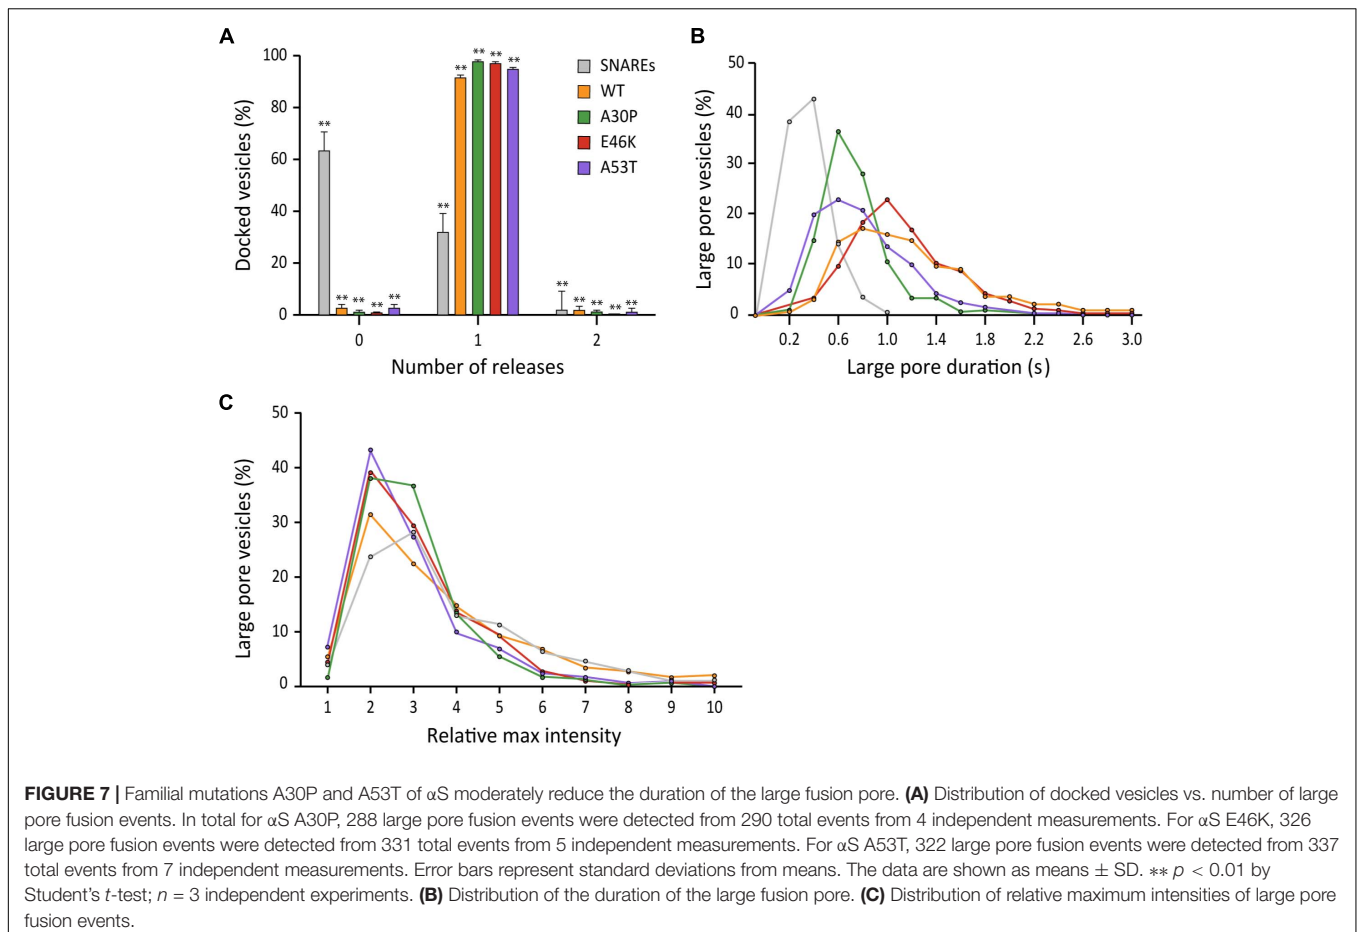 A
Docked vesicles (%)
100
80
60
40
20
0
** ** ** ** **
** ** ** ** **
** ** ** ** **
0 1 2
Number of releases
SNAREs
WT
A30P
E46K
A53T
B
Large pore vesicles (%)
50
40
30
20
10
0
0.2 0.6 1.0 1.4 1.8 2.2 2.6 3.0
Large pore duration (s)
C
Large pore vesicles (%)
50
40
30
20
10
0
1 2 3 4 5 6 7 8 9 10
Relative max intensity
FIGURE 7 | Familial mutations A30P and A53T of αS moderately reduce the duration of the large fusion pore. (A) Distribution of docked vesicles vs. number of large
pore fusion events. In total for αS A30P, 288 large pore fusion events were detected from 290 total events from 4 independent measurements. For αS E46K, 326
large pore fusion events were detected from 331 total events from 5 independent measurements. For αS A53T, 322 large pore fusion events were detected from 337
total events from 7 independent measurements. Error bars represent standard deviations from means. The data are shown as means ± SD. ** p < 0.01 by
Student's t-test; n = 3 independent experiments. (B) Distribution of the duration of the large fusion pore. (C) Distribution of relative maximum intensities of large pore
fusion events.